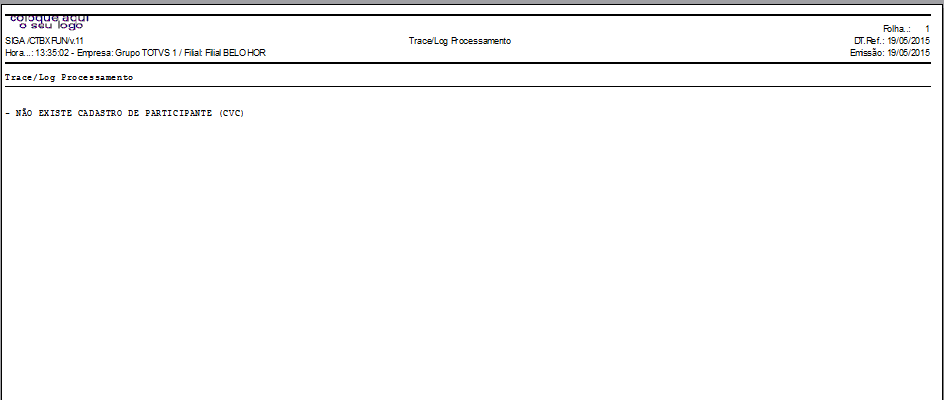 coloque aqui
o seu logo
Folha..: 1
SIGA /CTBXFUN/v.11
Trace/Log Processamento
DT.Ref.: 19/05/2015
Hora...: 13:35:02 - Empresa: Grupo TOTVS 1 / Filial: Filial BELO HOR
Emissão: 19/05/2015
Trace/Log Processamento
- NÃO EXISTE CADASTRO DE PARTICIPANTE (CVC)